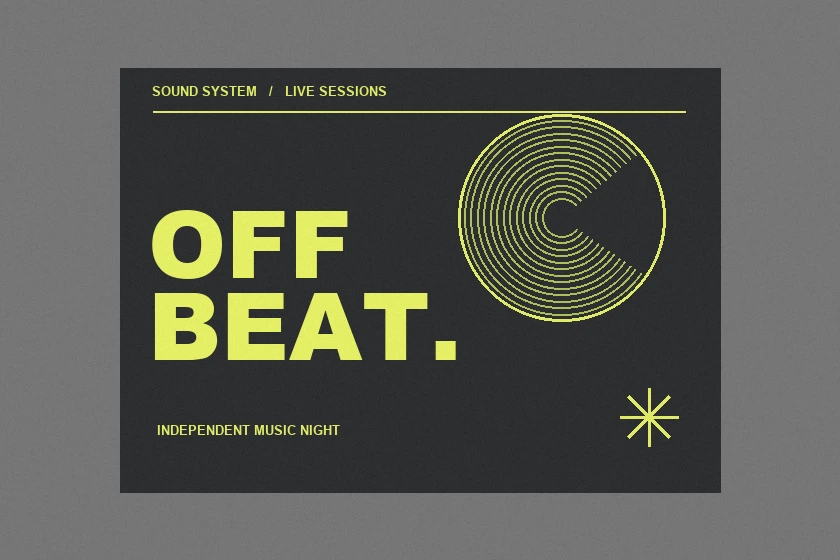 SOUND SYSTEM / LIVE SESSIONS
OFF
BEAT.
INDEPENDENT MUSIC NIGHT